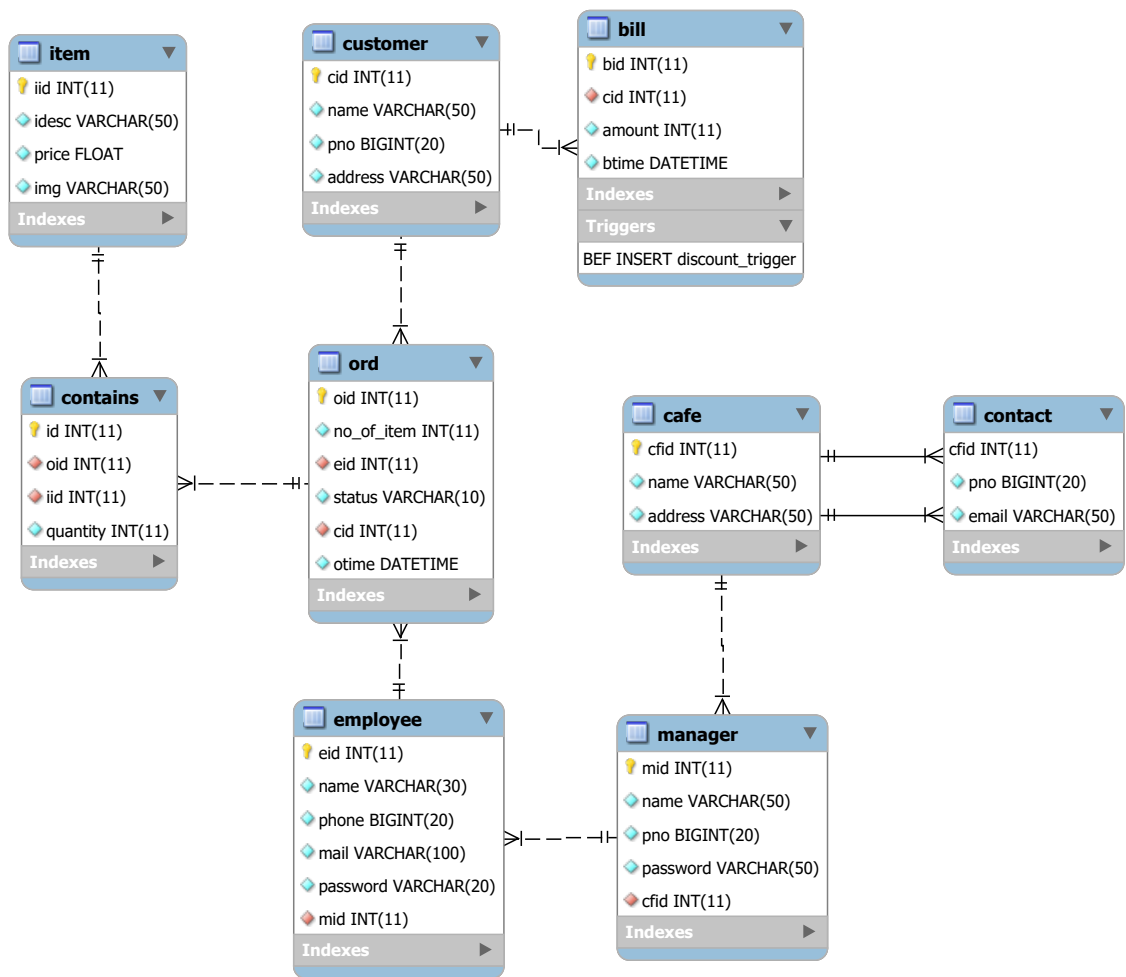 item
iid INT(11)
idesc VARCHAR(50)
price FLOAT
img VARCHAR(50)
Indexes
customer
cid INT(11)
name VARCHAR(50)
pno BIGINT(20)
address VARCHAR(50)
Indexes
bill
bid INT(11)
cid INT(11)
amount INT(11)
btime DATETIME
Indexes
Triggers
BEF INSERT discount_trigger
contains
id INT(11)
oid INT(11)
iid INT(11)
quantity INT(11)
Indexes
ord
oid INT(11)
no_of_item INT(11)
eid INT(11)
status VARCHAR(10)
cid INT(11)
otime DATETIME
Indexes
cafe
cfid INT(11)
name VARCHAR(50)
address VARCHAR(50)
Indexes
contact
cfid INT(11)
pno BIGINT(20)
email VARCHAR(50)
Indexes
employee
eid INT(11)
name VARCHAR(30)
phone BIGINT(20)
mail VARCHAR(100)
password VARCHAR(20)
mid INT(11)
Indexes
manager
mid INT(11)
name VARCHAR(50)
pno BIGINT(20)
password VARCHAR(50)
cfid INT(11)
Indexes